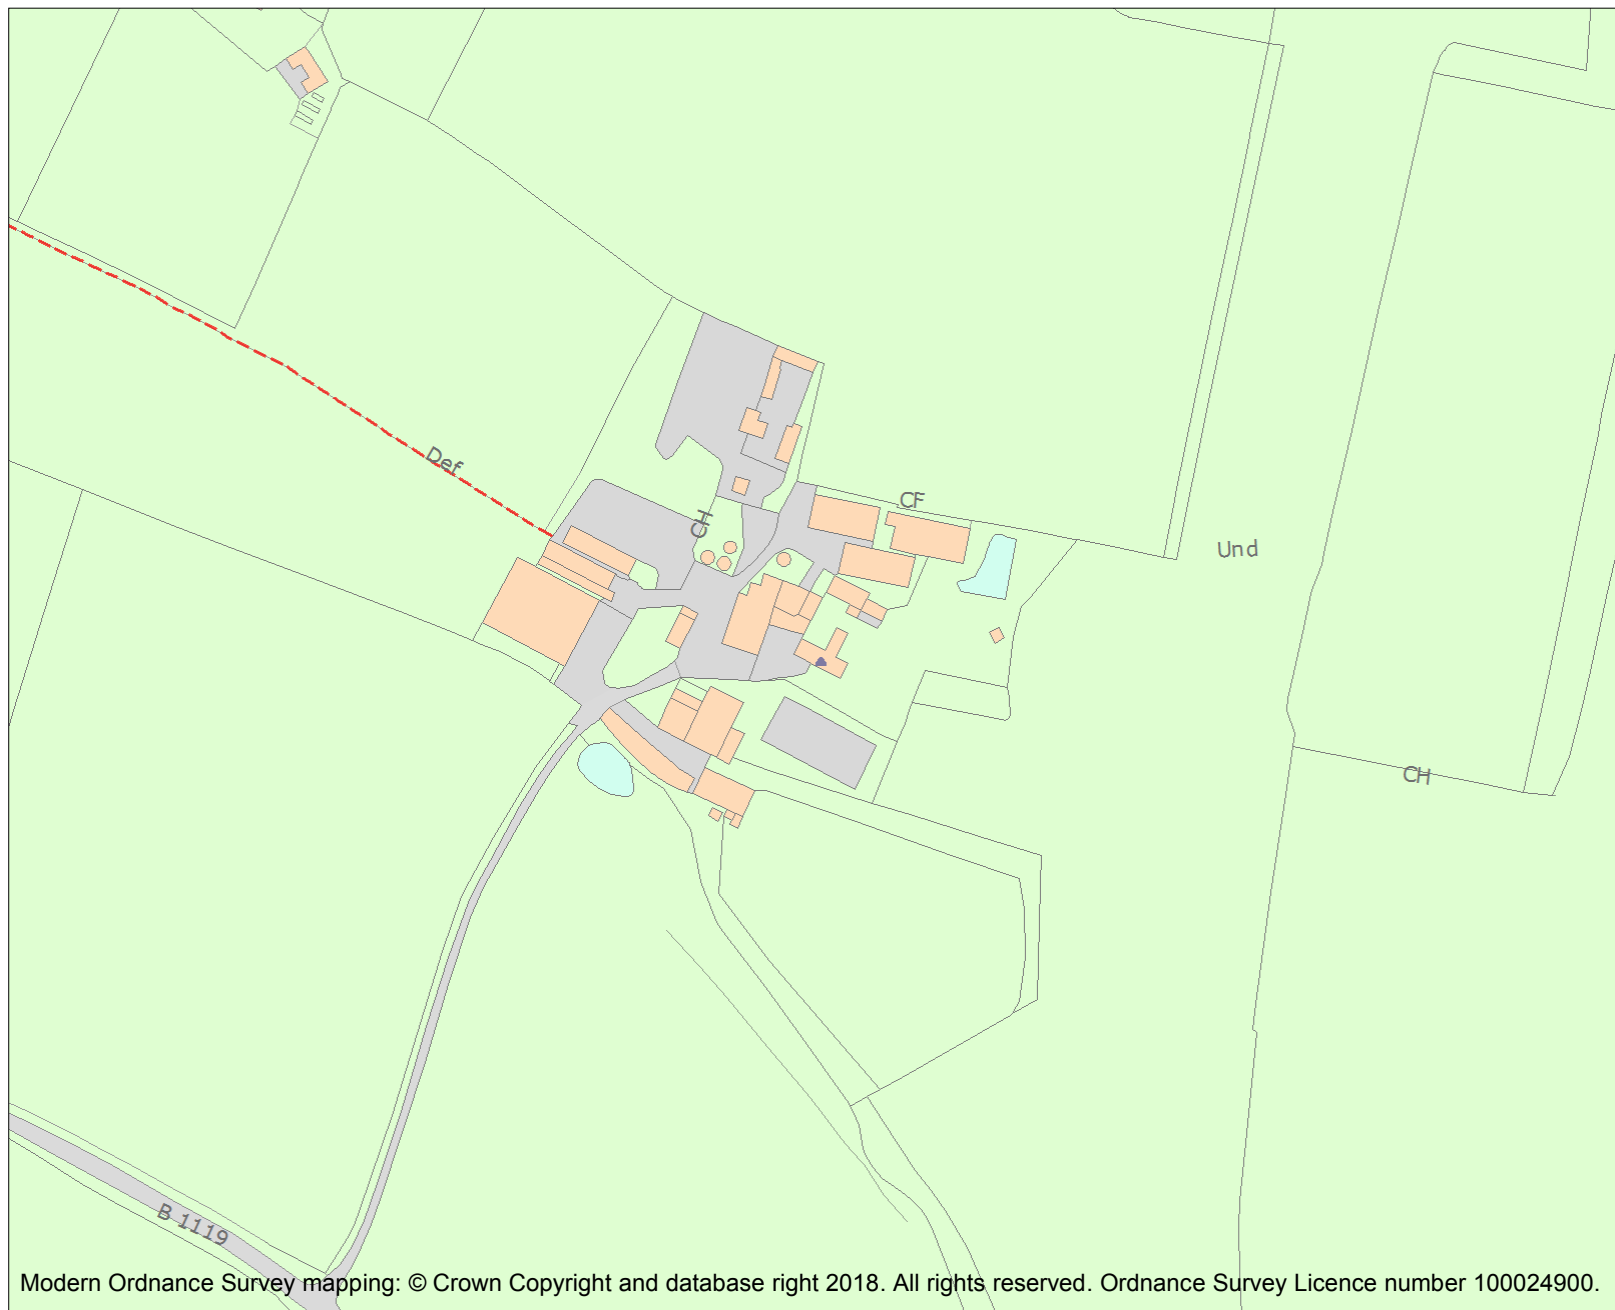 Def
CF
CH
Und
CH
B 1119
Modern Ordnance Survey mapping: © Crown Copyright and database right 2018. All rights reserved. Ordnance Survey Licence number 100024900.